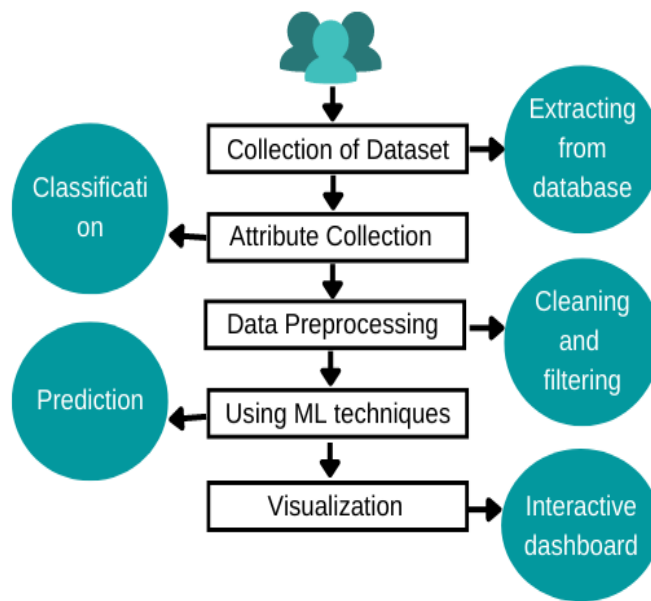 Collection of Dataset
Extracting
from
database
Classificati
on
Attribute Collection
Data Preprocessing
Cleaning
and
filtering
Prediction
Using ML techniques
Visualization
Interactive
dashboard